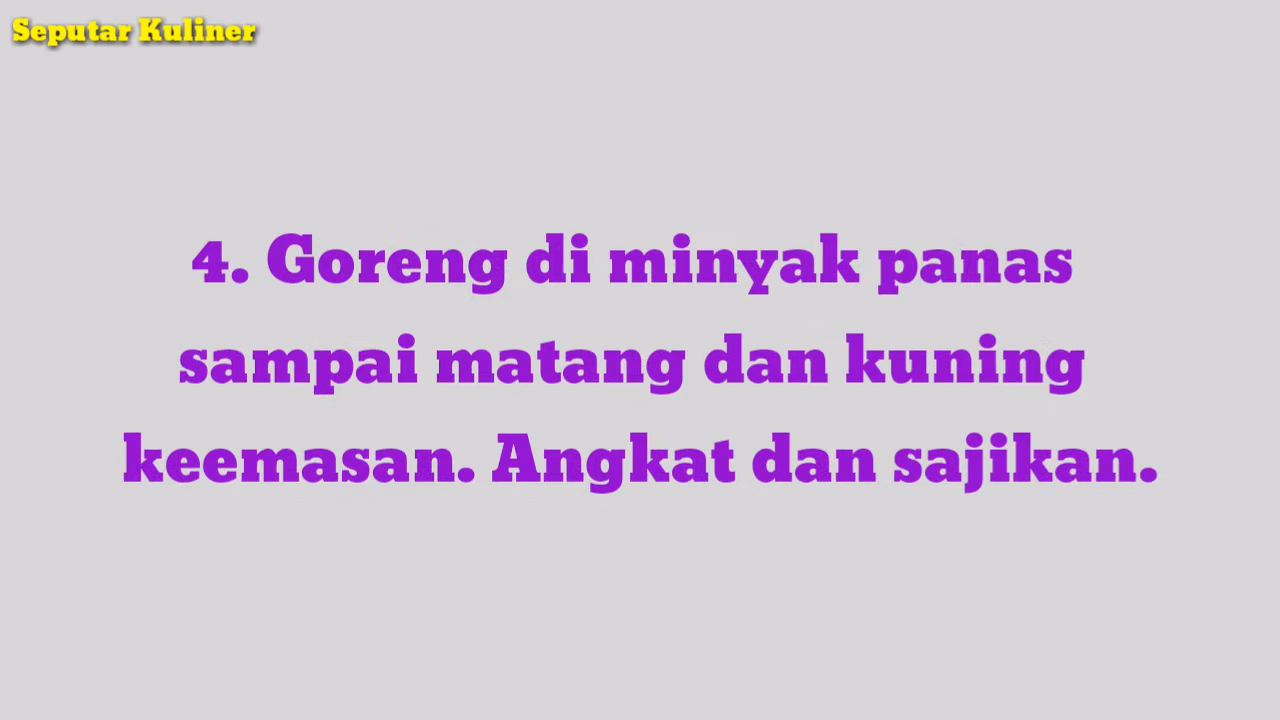 Seputar Kuliner
4. Goreng di minyak panas
sampai matang dan kuning
keemasan. Angkat dan sajikan.